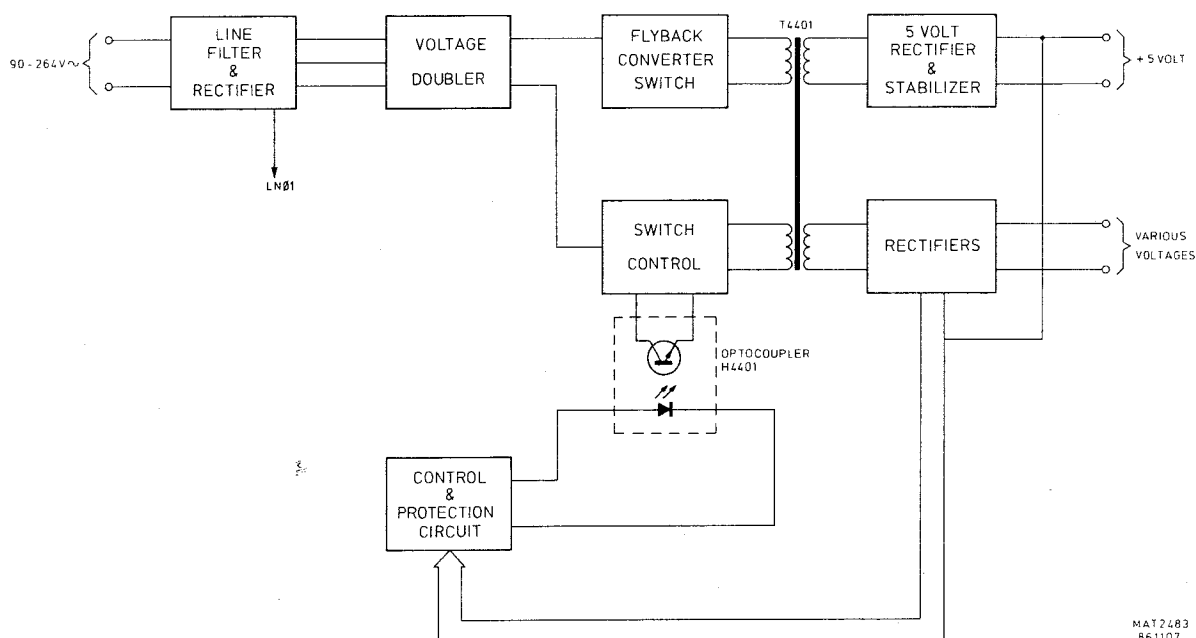 90-264V~
LINE
FILTER
&
RECTIFIER
LNØ1
VOLTAGE
DOUBLER
FLYBACK
CONVERTER
SWITCH
T4401
5 VOLT
RECTIFIER
&
STABILIZER
+5 VOLT
SWITCH
CONTROL
RECTIFIERS
VARIOUS
VOLTAGES
OPTOCOUPLER
H4401
CONTROL
&
PROTECTION
CIRCUIT
MAT2483
861107